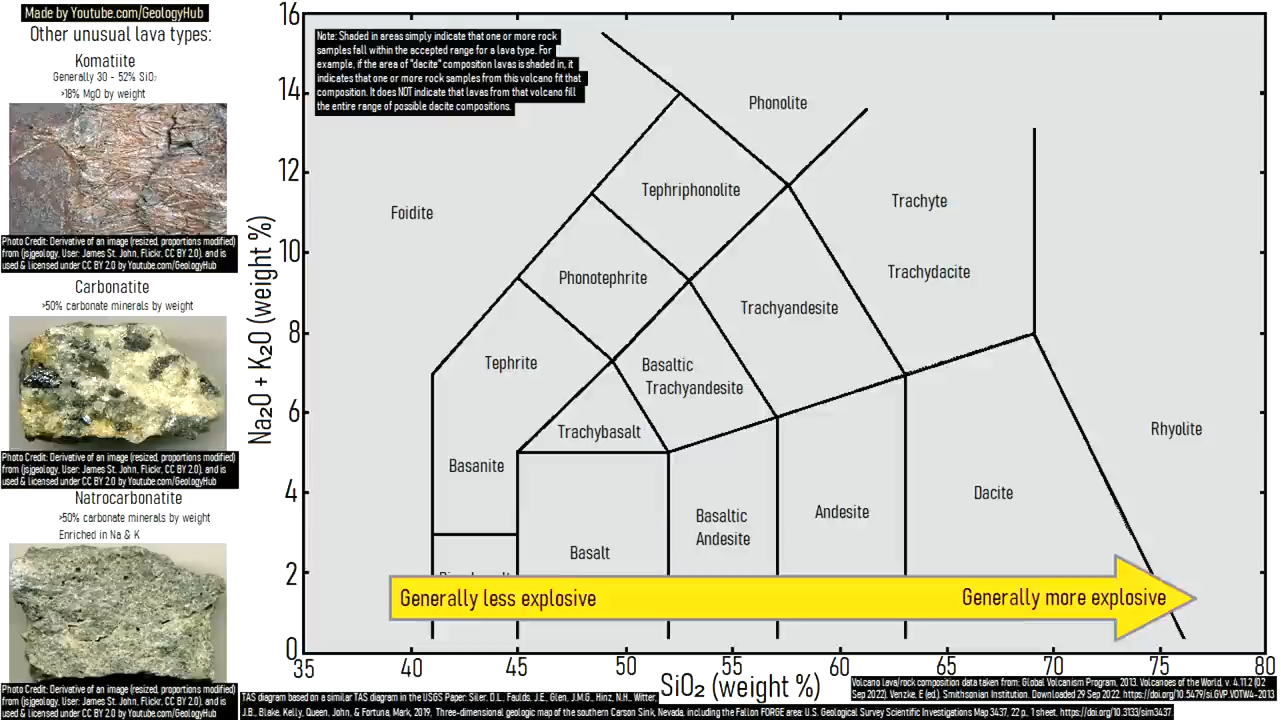 Made by Youtube.com/GeologyHub
Other unusual lava types:
Komatiite
Generally 30 - 52% SiO₂
>18% MgO by weight
Photo Credit: Derivative of an image (resized, proportions modified)
from (jsjgeology, User: James St. John, Flickr, CC BY 2.0), and is
used & licensed under CC BY 2.0 by Youtube.com/GeologyHub
Carbonatite
>50% carbonate minerals by weight
Photo Credit: Derivative of an image (resized, proportions modified)
from (jsjgeology, User: James St. John, Flickr, CC BY 2.0), and is
used & licensed under CC BY 2.0 by Youtube.com/GeologyHub
Natrocarbonatite
>50% carbonate minerals by weight
Enriched in Na & K
Photo Credit: Derivative of an image (resized, proportions modified)
from (jsjgeology, User: James St. John, Flickr, CC BY 2.0), and is
used & licensed under CC BY 2.0 by Youtube.com/GeologyHub
Na₂O + K₂O (weight %)
16
14
12
10
8
6
4
2
0
Note: Shaded in areas simply indicate that one or more rock
samples fall within the accepted range for a lava type. For
example, if the area of "dacite" composition lavas is shaded in, it
indicates that one or more rock samples from this volcano fit that
composition. It does NOT indicate that lavas from that volcano fill
the entire range of possible dacite compositions.
Phonolite
Tephriphonolite
Foidite
Trachyte
Trachydacite
Phonotephrite
Trachyandesite
Tephrite
Basaltic
Trachyandesite
Trachybasalt
Rhyolite
Basanite
Dacite
Basaltic
Andesite
Andesite
Basalt
Generally less explosive
Generally more explosive
35
40
45
50
55
60
65
70
75
80
SiO₂ (weight %)
Volcano lava/rock composition data taken from: Global Volcanism Program, 2013. Volcanoes of the World, v. 4.11.2 (02
Sep 2022). Venzke, E (ed.). Smithsonian Institution. Downloaded 29 Sep 2022. https://doi.org/10.5479/si.GVP.VOTW4-2013
TAS diagram based on a similar TAS diagram in the USGS Paper: Siler, D.L., Faulds, J.E., Glen, J.M.G., Hinz, N.H., Witter,
J.B., Blake, Kelly, Queen, John, & Fortuna, Mark, 2019, Three-dimensional geologic map of the southern Carson Sink, Nevada, including the Fallon FORGE area: U.S. Geological Survey Scientific Investigations Map 3437, 22 p., 1 sheet, https://doi.org/10.3133/sim3437.